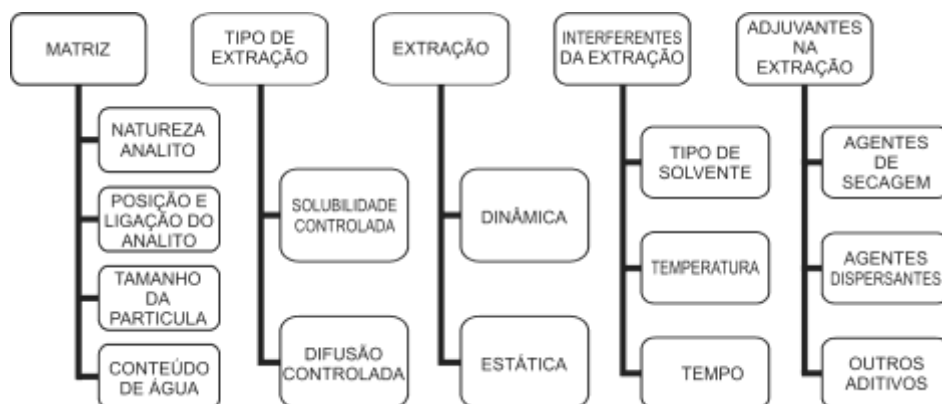 MATRIZ
NATUREZA
ANALITO
POSIÇÃO E
LIGAÇÃO DO
ANALITO
TAMANHO
DA
PARTICULA
CONTEÚDO
DE ÁGUA
TIPO DE
EXTRAÇÃO
SOLUBILIDADE
CONTROLADA
DIFUSÃO
CONTROLADA
EXTRAÇÃO
DINÂMICA
ESTÁTICA
INTERFERENTES
DA EXTRAÇÃO
TIPO DE
SOLVENTE
TEMPERATURA
TEMPO
ADJUVANTES
NA
EXTRAÇÃO
AGENTES
DE
SECAGEM
AGENTES
DISPERSANTES
OUTROS
ADITIVOS